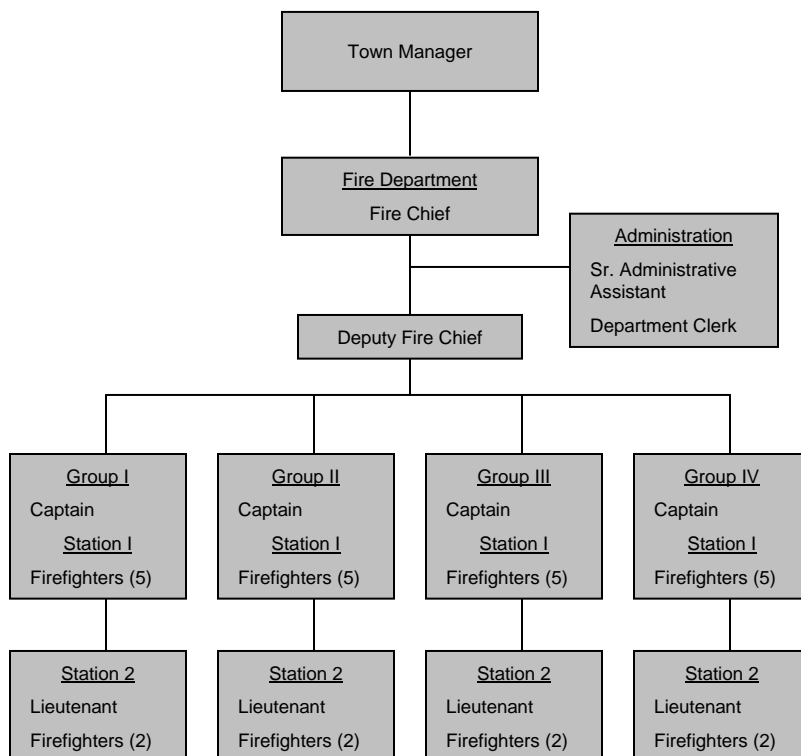 Town Manager
Fire Department
Fire Chief
Administration
Sr. Administrative
Assistant
Department Clerk
Deputy Fire Chief
Group I
Captain
Station I
Firefighters (5)
Group II
Captain
Station I
Firefighters (5)
Group III
Captain
Station I
Firefighters (5)
Group IV
Captain
Station I
Firefighters (5)
Station 2
Lieutenant
Firefighters (2)
Station 2
Lieutenant
Firefighters (2)
Station 2
Lieutenant
Firefighters (2)
Station 2
Lieutenant
Firefighters (2)